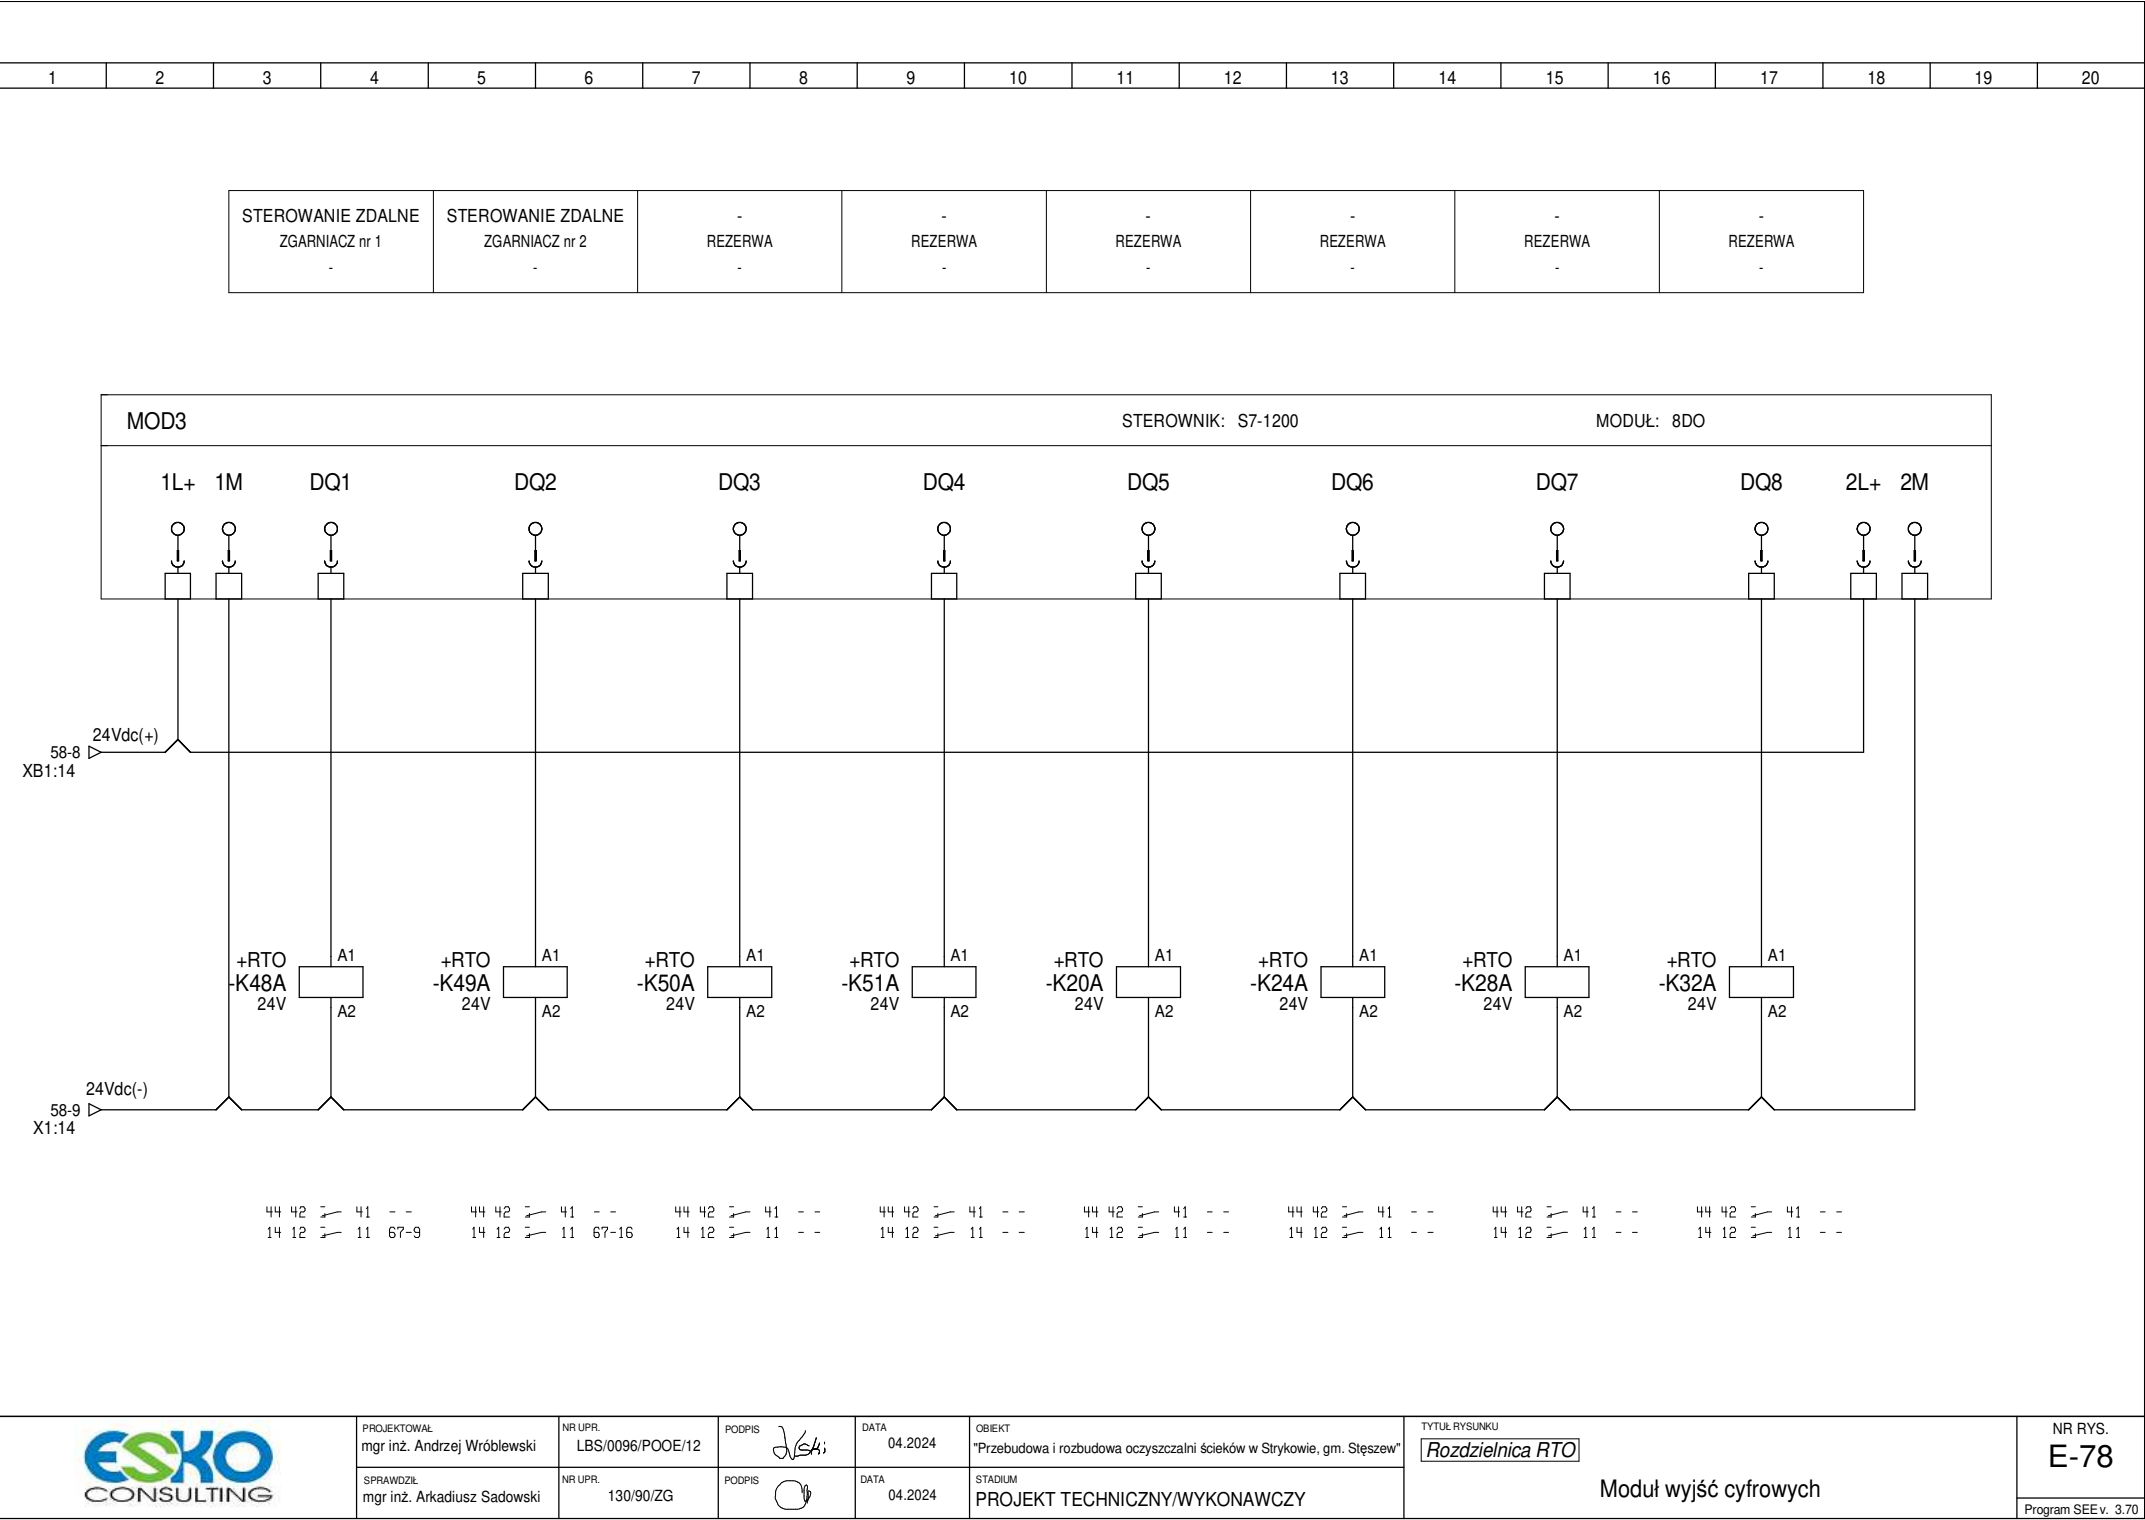 1 2 3 4 5 6 7 8 9 10 11 12 13 14 15 16 17 18 19 20
STEROWANIE ZDALNE STEROWANIE ZDALNE - - - - - -
ZGARNIACZ nr 1 ZGARNIACZ nr 2 REZERWA REZERWA REZERWA REZERWA REZERWA REZERWA
- - - - - - - -
MOD3 STEROWNIK: S7-1200 MODUŁ: 8DO
1L+ 1M DQ1 DQ2 DQ3 DQ4 DQ5 DQ6 DQ7 DQ8 2L+ 2M
24Vdc(+)
58-8
XB1:14
+RTO A1 +RTO A1 +RTO A1 +RTO A1 +RTO A1 +RTO A1 +RTO A1 +RTO A1
-K48A -K49A -K50A -K51A -K20A -K24A -K28A -K32A
24V A2 24V A2 24V A2 24V A2 24V A2 24V A2 24V A2 24V A2
24Vdc(-)
58-9
X1:14
44 42 41 - - 44 42 41 - - 44 42 41 - - 44 42 41 - - 44 42 41 - - 44 42 41 - - 44 42 41 - - 44 42 41 - -
14 12 11 67-9 14 12 11 67-16 14 12 11 - - 14 12 11 - - 14 12 11 - - 14 12 11 - - 14 12 11 - - 14 12 11 - -
ESKO
CONSULTING
PROJEKTOWAŁ
mgr inż. Andrzej Wróblewski
NR UPR.
LBS/0096/POOE/12
PODPIS
DATA
04.2024
OBIEKT
"Przebudowa i rozbudowa oczyszczalni ścieków w Strykowie, gm. Stęszew"
SPRAWDZIŁ
mgr inż. Arkadiusz Sadowski
NR UPR.
130/90/ZG
PODPIS
DATA
04.2024
STADIUM
PROJEKT TECHNICZNY/WYKONAWCZY
TYTUŁ RYSUNKU
Rozdzielnica RTO
Moduł wyjść cyfrowych
NR RYS.
E-78
Program SEE v. 3.70